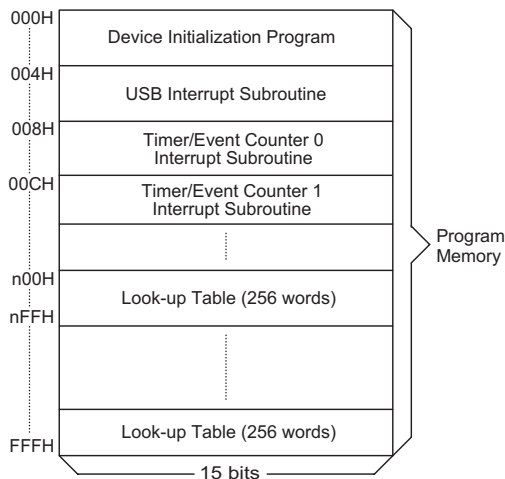 000H
Device Initialization Program
004H
USB Interrupt Subroutine
008H
Timer/Event Counter 0
Interrupt Subroutine
00CH
Timer/Event Counter 1
Interrupt Subroutine
Program
Memory
n00H
Look-up Table (256 words)
nFFH
Look-up Table (256 words)
FFFH
15 bits